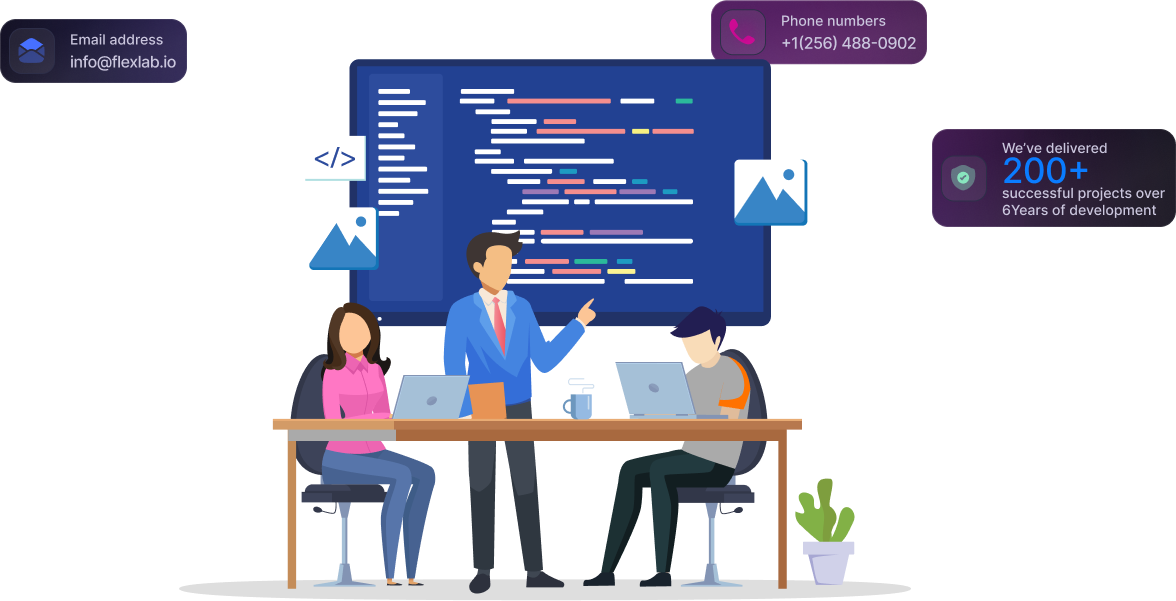 Email address
info@flexlab.io
Phone numbers
+1(256) 488-0902
</>
We've delivered
200+
successful projects over
6Years of development